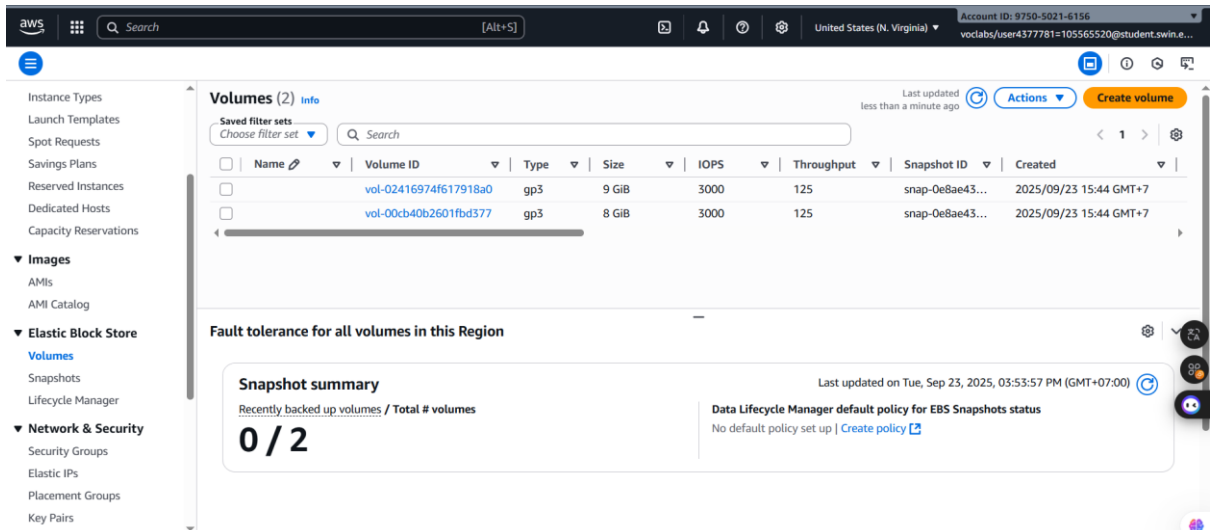 aws
Search [Alt+S]
United States (N. Virginia) ▼
Account ID: 9750-5021-6156
voclabs/user4377781=105565520@student.swin.e...
Instance Types
Launch Templates
Spot Requests
Savings Plans
Reserved Instances
Dedicated Hosts
Capacity Reservations
▼ Images
AMIs
AMI Catalog
▼ Elastic Block Store
Volumes
Snapshots
Lifecycle Manager
▼ Network & Security
Security Groups
Elastic IPs
Placement Groups
Key Pairs
Volumes (2) Info
Last updated
less than a minute ago
Actions ▼
Create volume
Saved filter sets
Choose filter set ▼
Search
< 1 >
Name Volume ID Type Size IOPS Throughput Snapshot ID Created
vol-02416974f617918a0 gp3 9 GiB 3000 125 snap-0e8ae43... 2025/09/23 15:44 GMT+7
vol-00cb40b2601fbd377 gp3 8 GiB 3000 125 snap-0e8ae43... 2025/09/23 15:44 GMT+7
Fault tolerance for all volumes in this Region
Snapshot summary
Last updated on Tue, Sep 23, 2025, 03:53:57 PM (GMT+07:00)
Recently backed up volumes / Total # volumes
0 / 2
Data Lifecycle Manager default policy for EBS Snapshots status
No default policy set up | Create policy